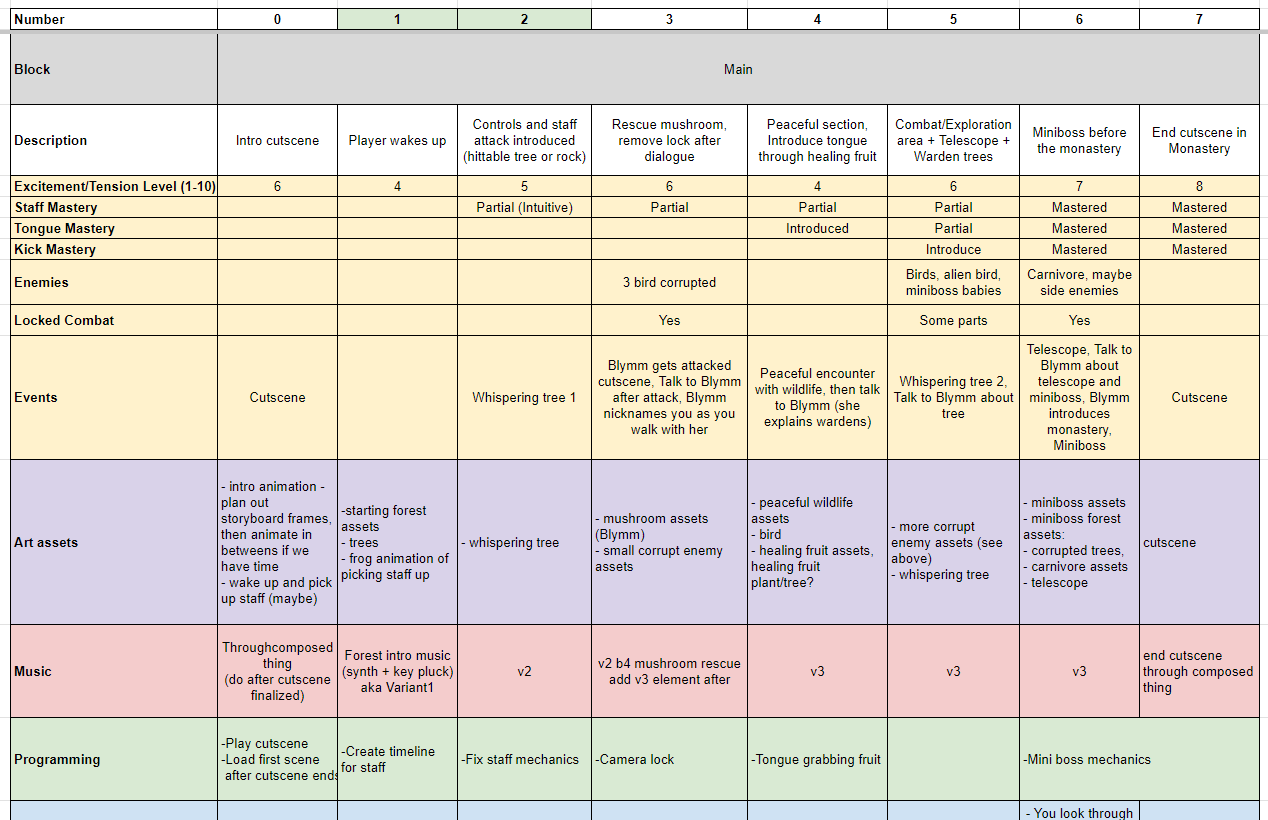 Number 0 1 2 3 4 5 6 7
Block Main
Description
Intro cutscene
Player wakes up
Controls and staff
attack introduced
(hittable tree or rock)
Rescue mushroom,
remove lock after
dialogue
Peaceful section,
Introduce tongue
through healing fruit
Combat/Exploration
area + Telescope +
Warden trees
Miniboss before
the monastery
End cutscene in
Monastery
Excitement/Tension Level (1-10) 6 4 5 6 4 6 7 8
Staff Mastery Partial (Intuitive) Partial Partial Partial Mastered Mastered
Tongue Mastery Introduced Partial Mastered Mastered
Kick Mastery Introduce Mastered Mastered
Enemies
3 bird corrupted
Birds, alien bird,
miniboss babies
Carnivore, maybe
side enemies
Locked Combat Yes Some parts Yes
Events
Cutscene
Whispering tree 1
Blymm gets attacked
cutscene, Talk to Blymm
after attack, Blymm
nicknames you as you
walk with her
Peaceful encounter
with wildlife, then talk
to Blymm (she
explains wardens)
Whispering tree 2,
Talk to Blymm about
tree
Telescope, Talk to
Blymm about
telescope and
miniboss, Blymm
introduces
monastery,
Miniboss
Cutscene
Art assets
- intro animation -
plan out
storyboard frames,
then animate in
betweens if we
have time
- wake up and pick
up staff (maybe)
-starting forest
assets
- trees
- frog animation of
picking staff up
- whispering tree
- mushroom assets
(Blymm)
- small corrupt enemy
assets
- peaceful wildlife
assets
- bird
- healing fruit assets,
healing fruit
plant/tree?
- more corrupt
enemy assets (see
above)
- whispering tree
- miniboss assets
- miniboss forest
assets:
- corrupted trees,
- carnivore assets
- telescope
cutscene
Music
Throughcomposed
thing
(do after cutscene
finalized)
Forest intro music
(synth + key pluck)
aka Variant1
v2
v2 b4 mushroom rescue
add v3 element after
v3
v3
v3
end cutscene
through composed
thing
Programming
-Play cutscene
-Load first scene
after cutscene ends
-Create timeline
for staff
-Fix staff mechanics
-Camera lock
-Tongue grabbing fruit
-Mini boss mechanics
- You look through